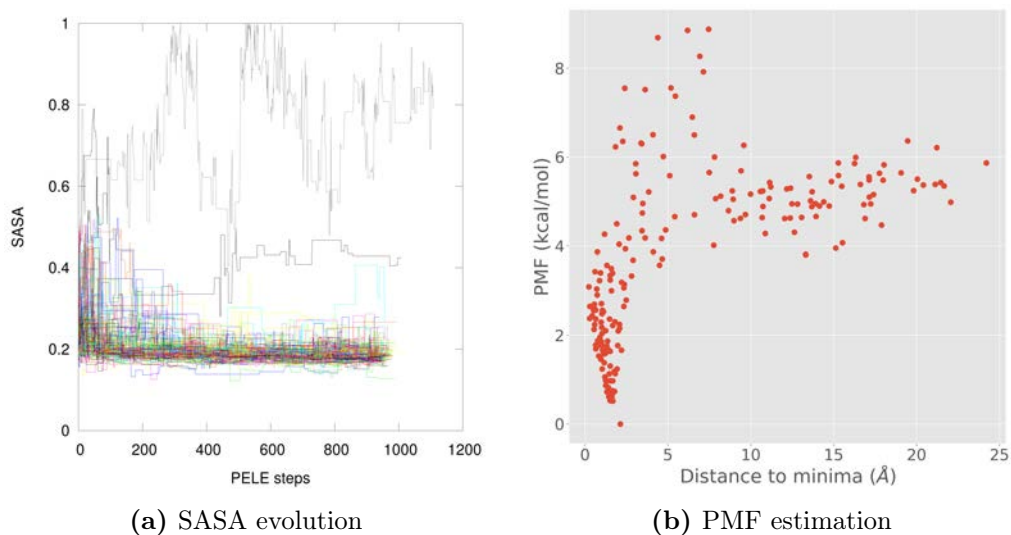 1
0.8
0.6
0.4
0.2
0
SASA
0 200 400 600 800 1000 1200
PELE steps
(a) SASA evolution
8
6
4
2
0
PMF (kcal/mol)
0 5 10 15 20 25
Distance to minima (Å)
(b) PMF estimation